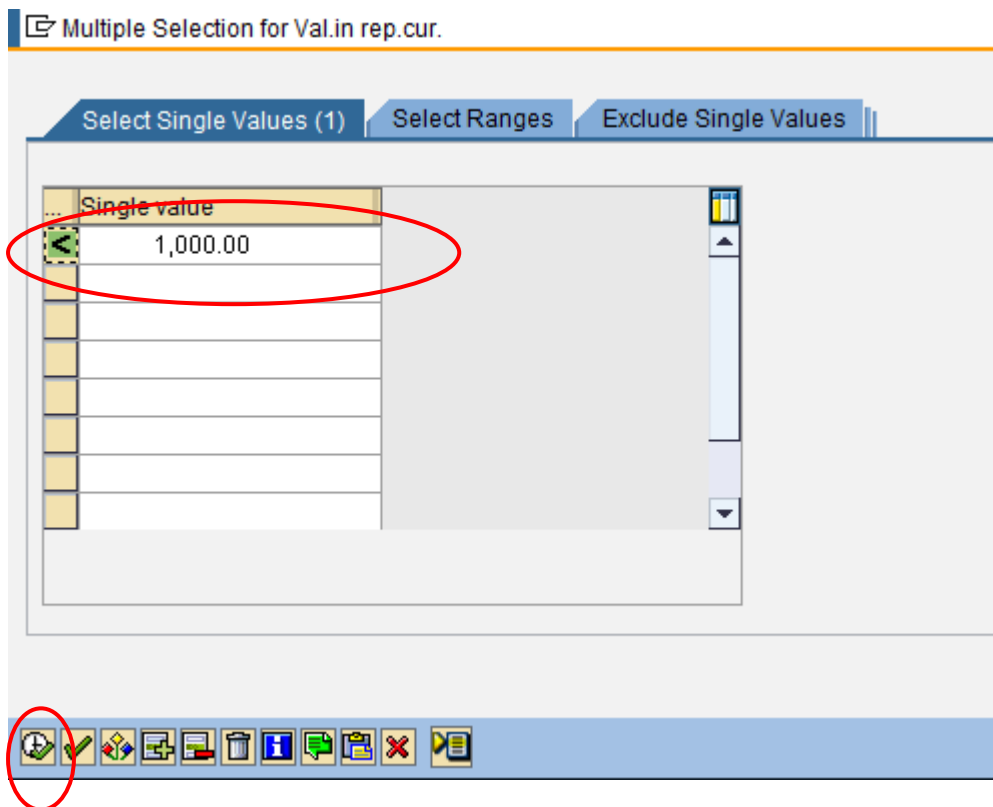 Multiple Selection for Val.in rep.cur.
Select Single Values (1) Select Ranges Exclude Single Values
... Single value
< 1,000.00